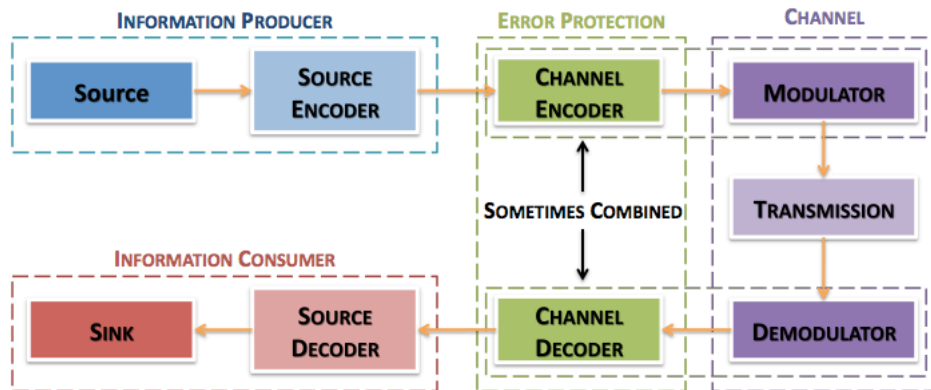 INFORMATION PRODUCER
ERROR PROTECTION
CHANNEL
SOURCE
SOURCE
ENCODER
CHANNEL
ENCODER
MODULATOR
SOMETIMES COMBINED
TRANSMISSION
INFORMATION CONSUMER
SINK
SOURCE
DECODER
CHANNEL
DECODER
DEMODULATOR